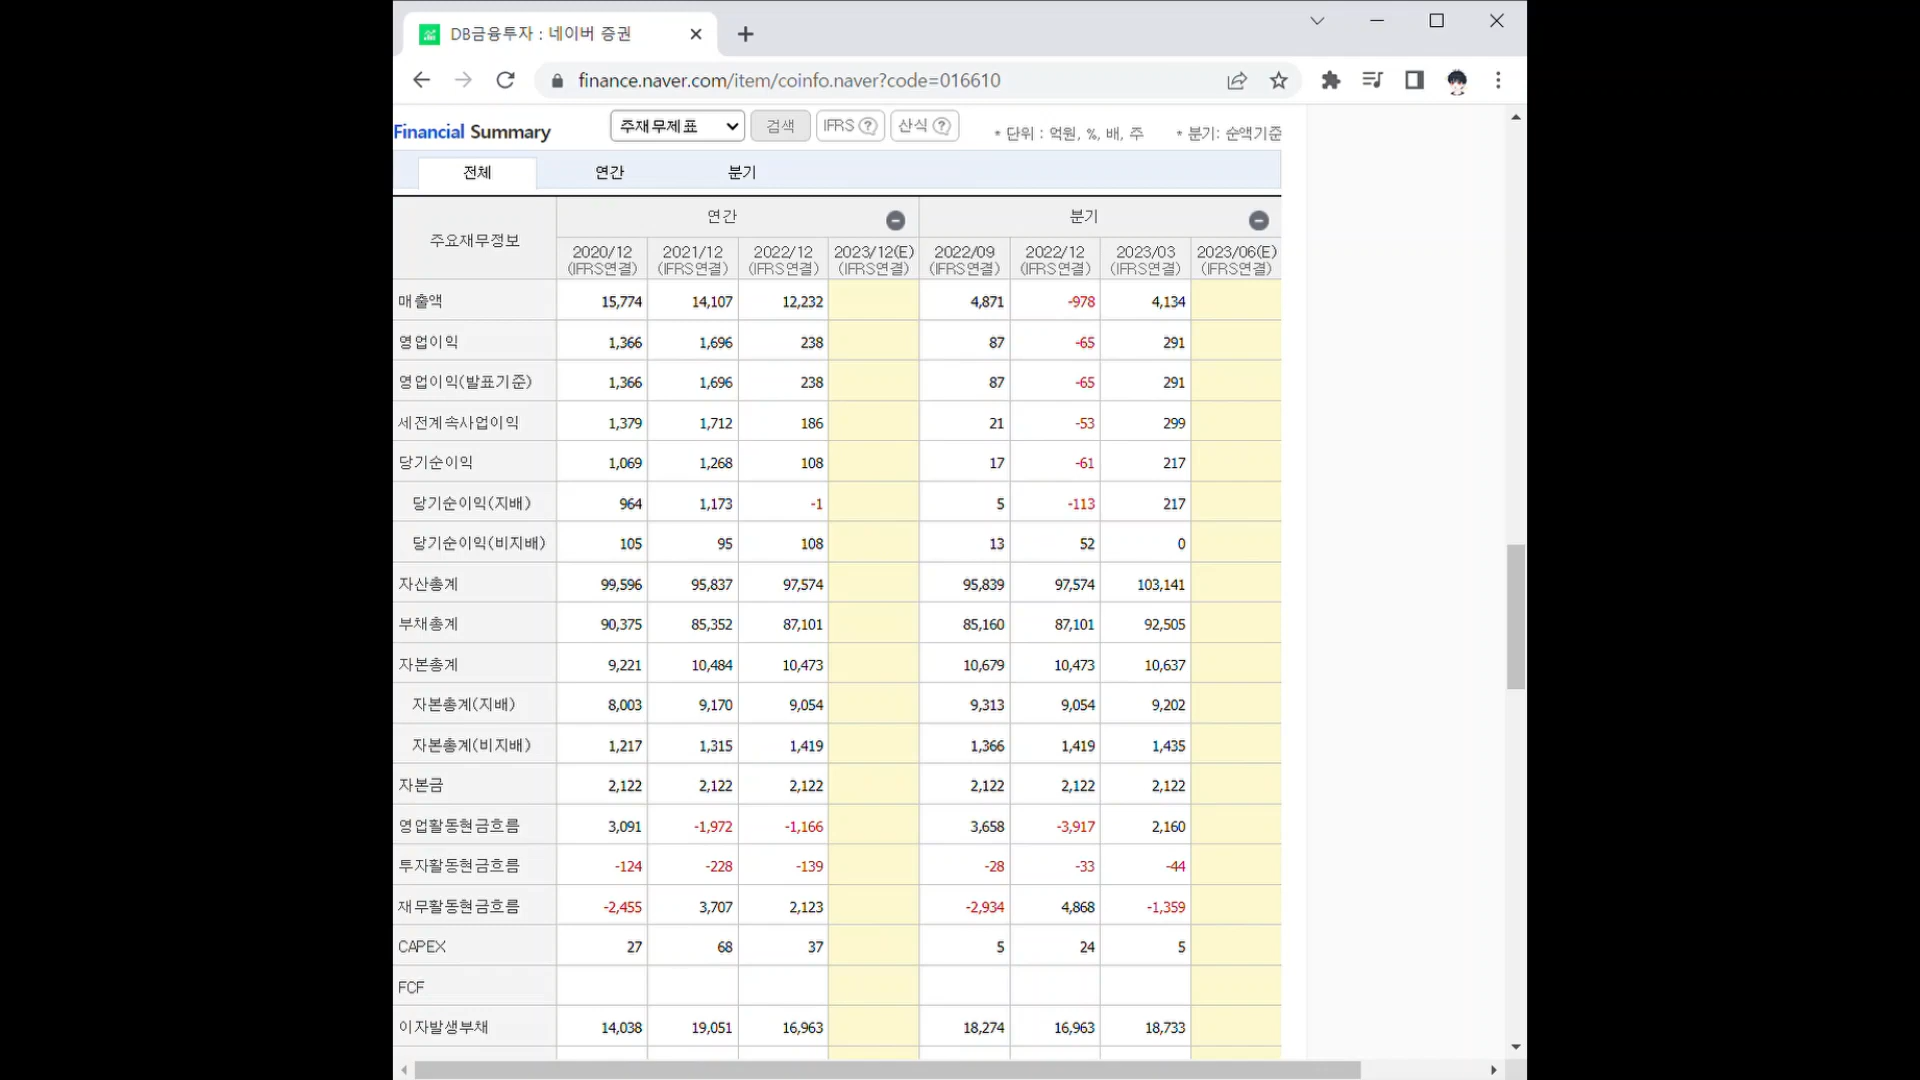 DB금융투자 : 네이버 증권
finance.naver.com/item/coinfo.naver?code=016610
Financial Summary 주재무제표 검색 IFRS ? 산식 ? * 단위 : 억원, %, 배, 주 * 분기: 순액기준
전체 연간 분기
주요재무정보 연간 분기
2020/12 2021/12 2022/12 2023/12(E) 2022/09 2022/12 2023/03 2023/06(E)
(IFRS연결) (IFRS연결) (IFRS연결) (IFRS연결) (IFRS연결) (IFRS연결) (IFRS연결) (IFRS연결)
매출액 15,774 14,107 12,232 4,871 -978 4,134
영업이익 1,366 1,696 238 87 -65 291
영업이익(발표기준) 1,366 1,696 238 87 -65 291
세전계속사업이익 1,379 1,712 186 21 -53 299
당기순이익 1,069 1,268 108 17 -61 217
당기순이익(지배) 964 1,173 -1 5 -113 217
당기순이익(비지배) 105 95 108 13 52 0
자산총계 99,596 95,837 97,574 95,839 97,574 103,141
부채총계 90,375 85,352 87,101 85,160 87,101 92,505
자본총계 9,221 10,484 10,473 10,679 10,473 10,637
자본총계(지배) 8,003 9,170 9,054 9,313 9,054 9,202
자본총계(비지배) 1,217 1,315 1,419 1,366 1,419 1,435
자본금 2,122 2,122 2,122 2,122 2,122 2,122
영업활동현금흐름 3,091 -1,972 -1,166 3,658 -3,917 2,160
투자활동현금흐름 -124 -228 -139 -28 -33 -44
재무활동현금흐름 -2,455 3,707 2,123 -2,934 4,868 -1,359
CAPEX 27 68 37 5 24 5
FCF
이자발생부채 14,038 19,051 16,963 18,274 16,963 18,733